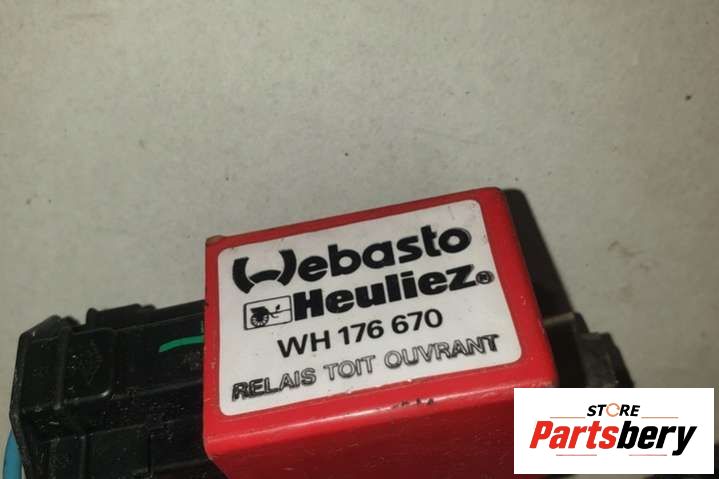 Webasto
Heuliez®
WH 176 670
RELAIS TOIT OUVRANT
STORE
Partsbery